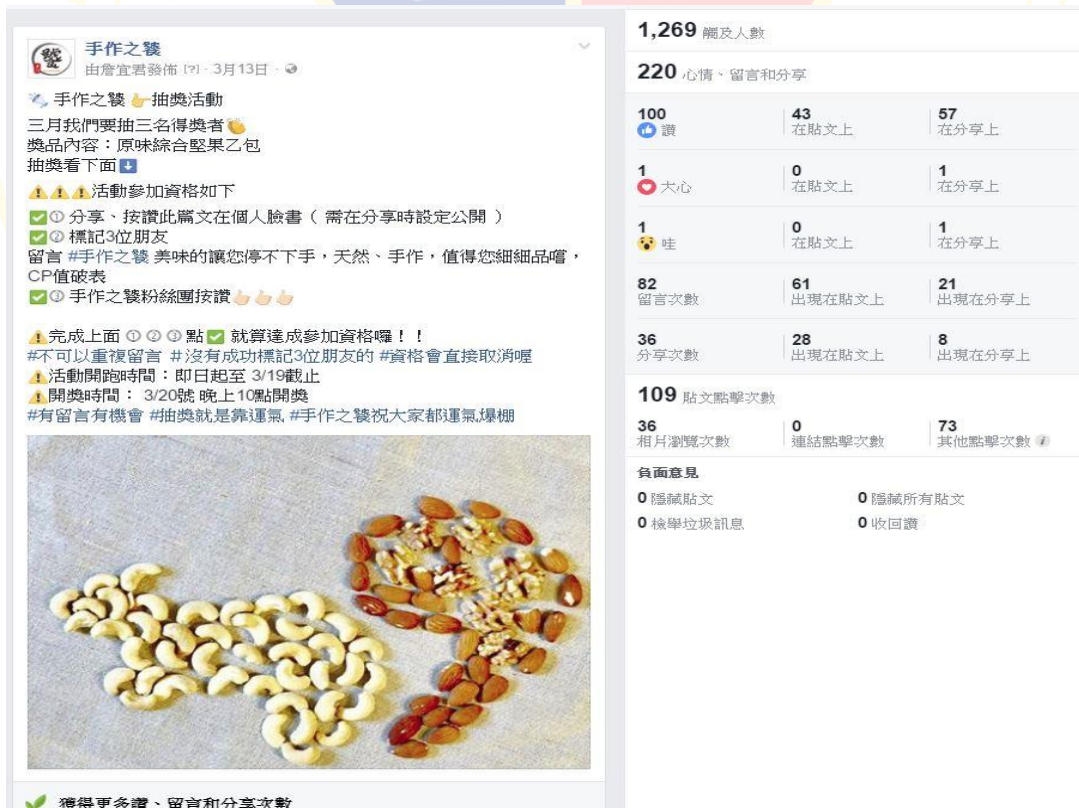 手作之饕
由詹宜君發佈 [?] · 3月13日 ·
手作之饕 👉抽獎活動
三月我們要抽三名得獎者👏
獎品內容：原味綜合堅果乙包
抽獎看下面⬇
⚠⚠⚠活動參加資格如下
✅①分享、按讚此篇文在個人臉書（需在分享時設定公開 ）
✅②標記3位朋友
留言 #手作之饕 美味的讓您停不下手，天然、手作，值得您細細品嚐，
CP值破表
✅③手作之饕粉絲團按讚👍👍👍
⚠完成上面 ① ② ③ 點✅ 就算達成參加資格囉！！
#不可以重複留言 #沒有成功標記3位朋友的 #資格會直接取消喔
⚠活動開跑時間：即日起至 3/19截止
⚠開獎時間： 3/20號 晚上10點開獎
#有留言有機會 #抽獎就是靠運氣 #手作之饕祝大家都運氣爆棚
獲得更多讚、留言和分享次數
1,269 觸及人數
220 心情、留言和分享
100 43 57
讚 在貼文上 在分享上
1 0 1
大心 在貼文上 在分享上
1 0 1
哇 在貼文上 在分享上
82 61 21
留言次數 出現在貼文上 出現在分享上
36 28 8
分享次數 出現在貼文上 出現在分享上
109 貼文點擊次數
36 0 73
相片瀏覽次數 連結點擊次數 其他點擊次數
負面意見
0 隱藏貼文 0 隱藏所有貼文
0 檢舉垃圾訊息 0 收回讚